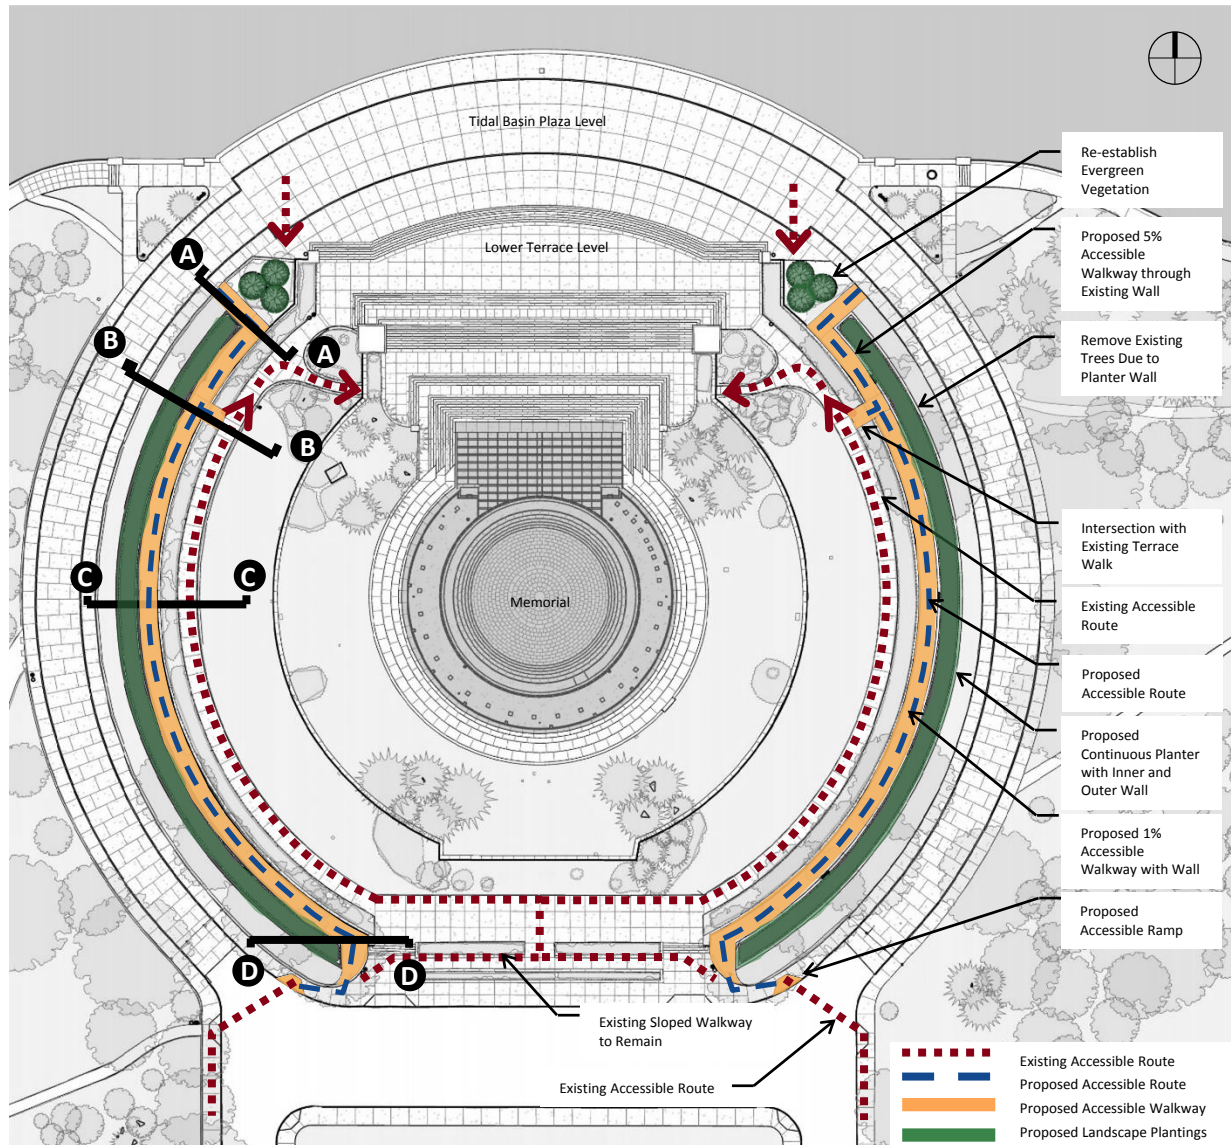 Tidal Basin Plaza Level
Lower Terrace Level
Memorial
A
A
B
B
C
C
D
D
Re-establish
Evergreen
Vegetation
Proposed 5%
Accessible
Walkway through
Existing Wall
Remove Existing
Trees Due to
Planter Wall
Intersection with
Existing Terrace
Walk
Existing Accessible
Route
Proposed
Accessible Route
Proposed
Continuous Planter
with Inner and
Outer Wall
Proposed 1%
Accessible
Walkway with Wall
Proposed
Accessible Ramp
Existing Sloped Walkway
to Remain
Existing Accessible Route
Existing Accessible Route
Proposed Accessible Route
Proposed Accessible Walkway
Proposed Landscape Plantings